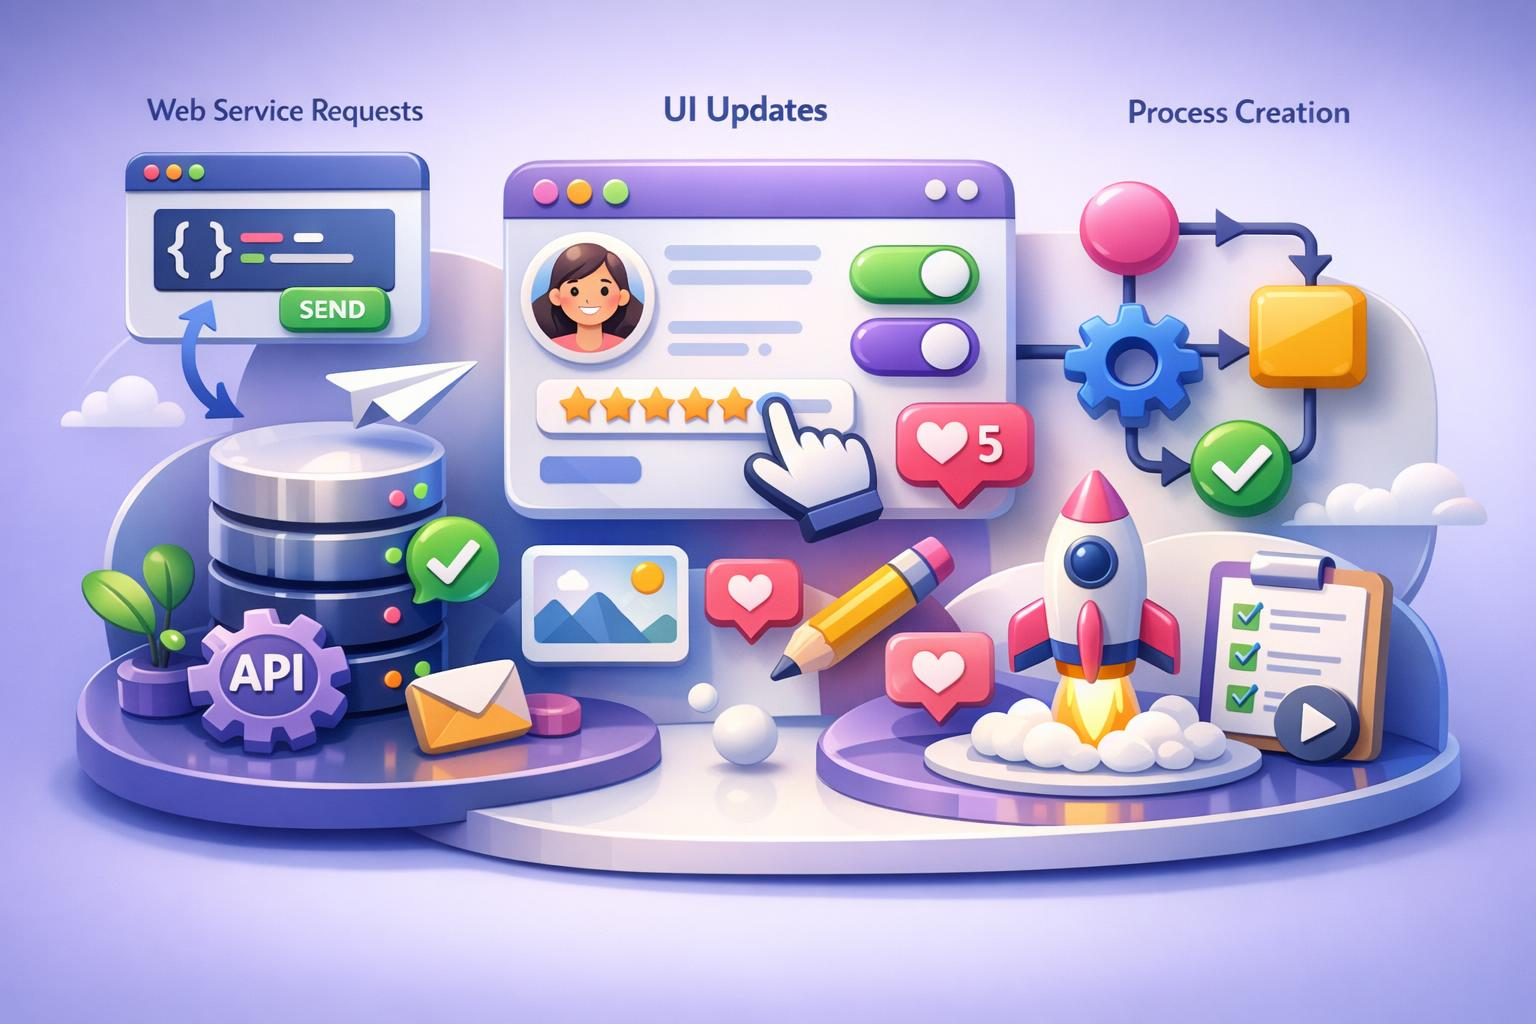 Web Service Requests
UI Updates
Process Creation
{ }
SEND
5
API